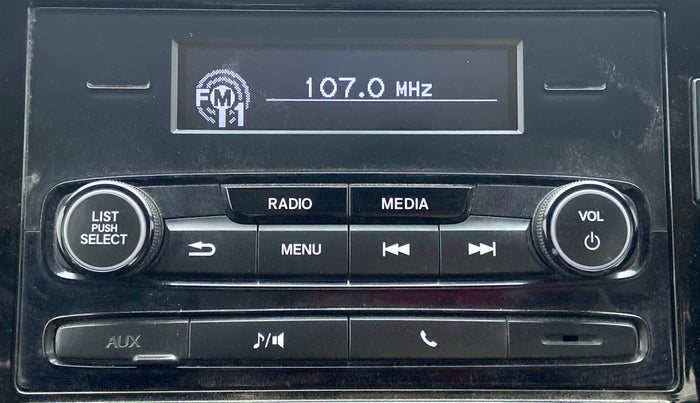 FM1
107.0 MHz
RADIO MEDIA
LIST
PUSH
SELECT
MENU
VOL
AUX